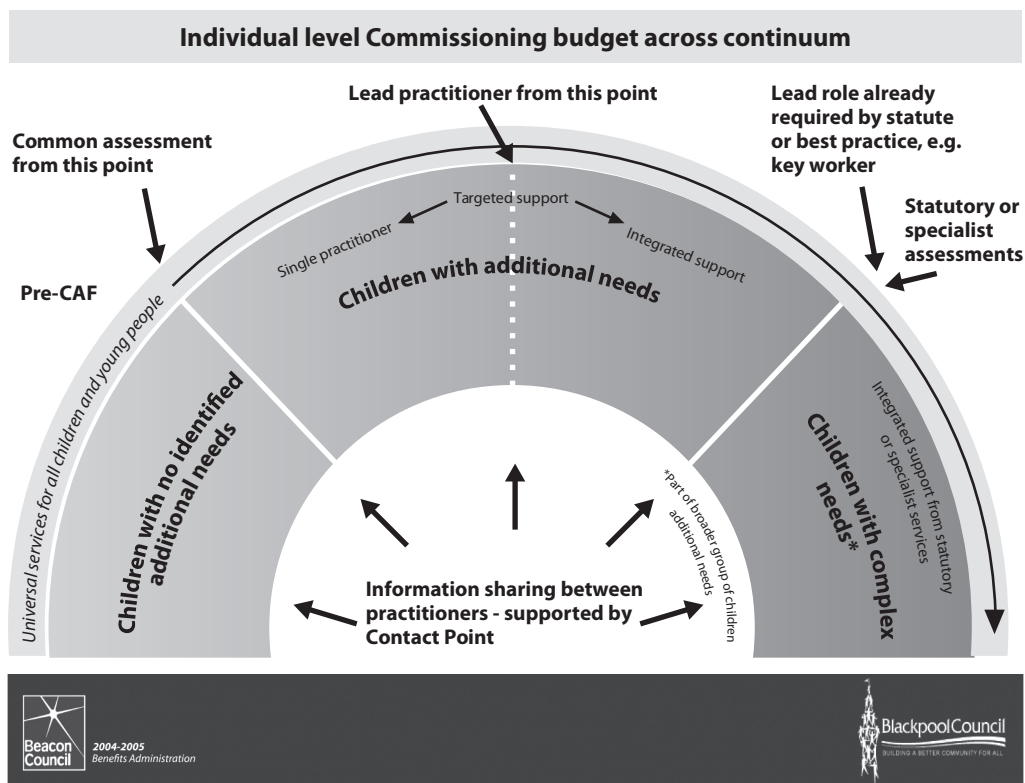 Individual level Commissioning budget across continuum
Lead practitioner from this point
Lead role already
required by statute
or best practice, e.g.
key worker
Common assessment
from this point
Statutory or
specialist
assessments
Pre-CAF
Targeted support
Single practitioner
Integrated support
Children with additional needs
Universal services for all children and young people
Children with no identified
additional needs
Integrated support from statutory
or specialist services
Children with complex
needs*
*Part of broader group of children
additional needs
Information sharing between
practitioners - supported by
Contact Point
Beacon
Council
2004-2005
Benefits Administration
BlackpoolCouncil
BUILDING A BETTER COMMUNITY FOR ALL